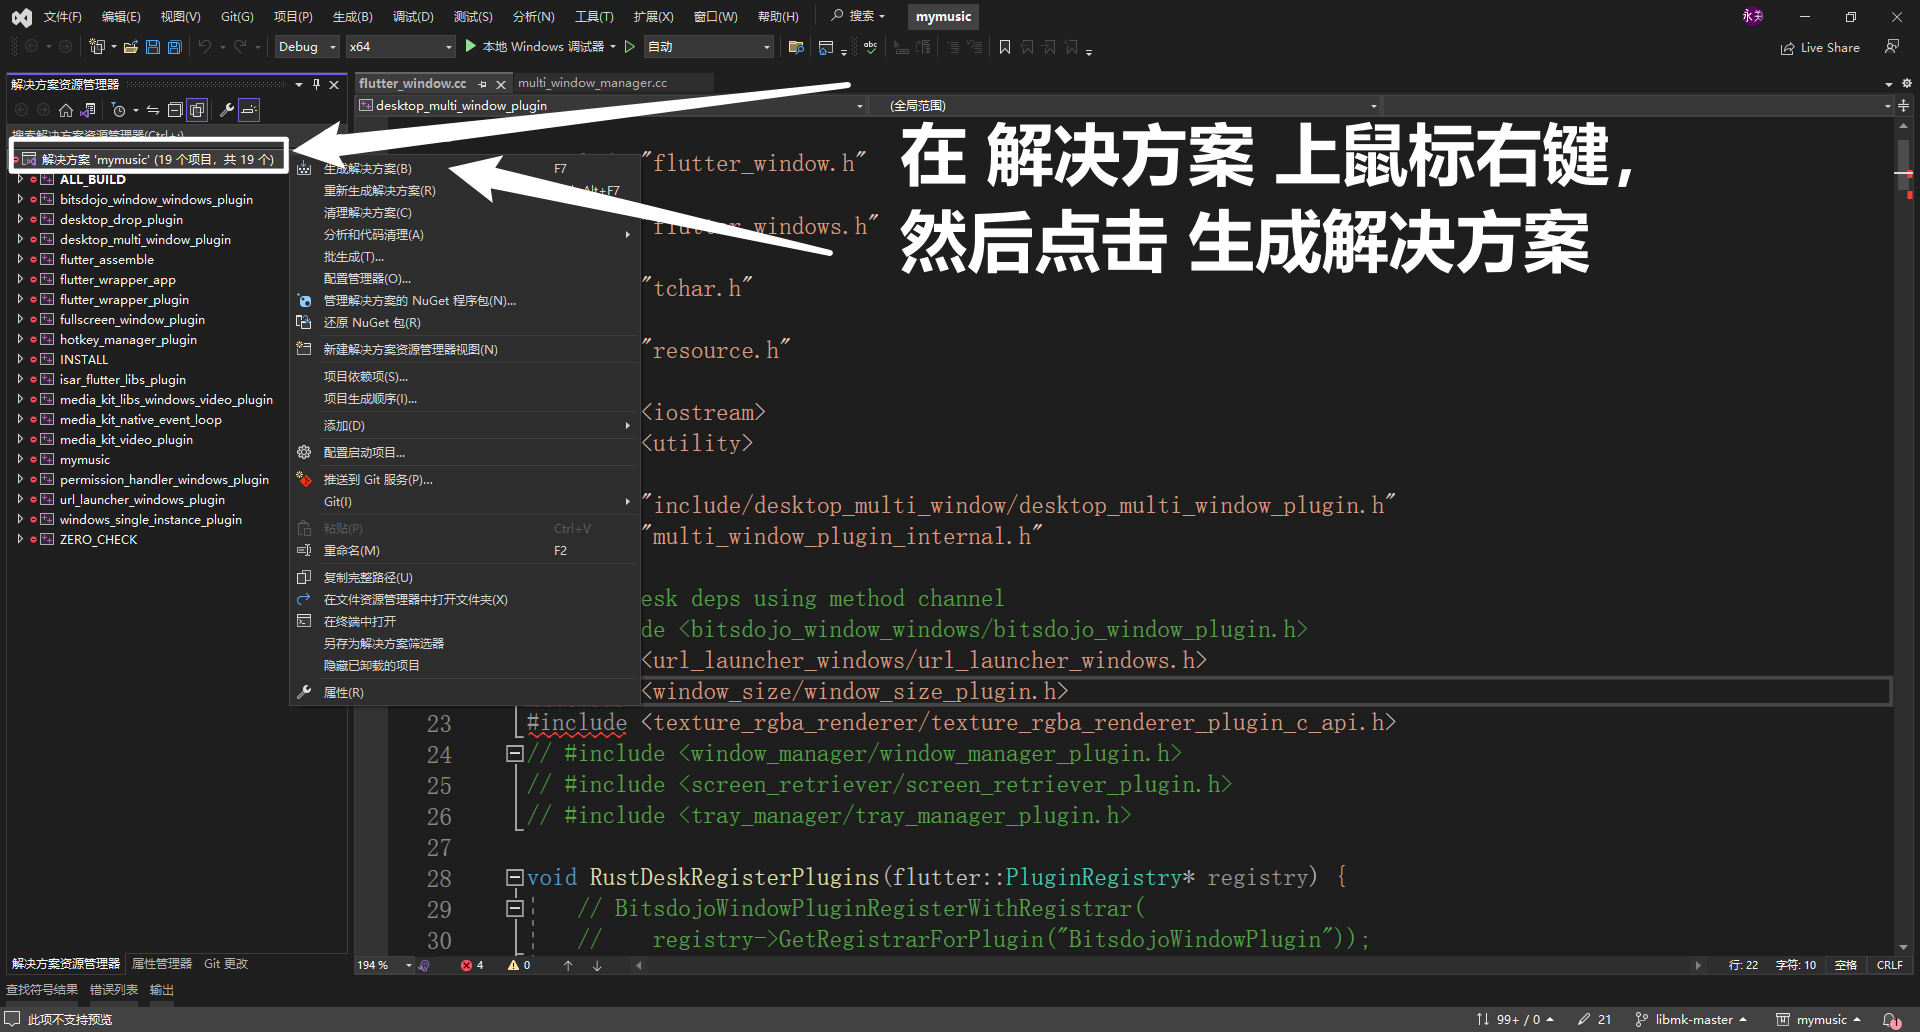 文件(F) 编辑(E) 视图(V) Git(G) 项目(P) 生成(B) 调试(D) 测试(S) 分析(N) 工具(T) 扩展(X) 窗口(W) 帮助(H) 搜索 mymusic 永关
Debug x64 本地 Windows 调试器 自动 Live Share
解决方案资源管理器
搜索解决方案资源管理器(Ctrl+;)
解决方案 'mymusic' (19 个项目，共 19 个)
ALL_BUILD
bitsdojo_window_windows_plugin
desktop_drop_plugin
desktop_multi_window_plugin
flutter_assemble
flutter_wrapper_app
flutter_wrapper_plugin
fullscreen_window_plugin
hotkey_manager_plugin
INSTALL
isar_flutter_libs_plugin
media_kit_libs_windows_video_plugin
media_kit_native_event_loop
media_kit_video_plugin
mymusic
permission_handler_windows_plugin
url_launcher_windows_plugin
windows_single_instance_plugin
ZERO_CHECK
解决方案资源管理器 属性管理器 Git 更改
生成解决方案(B) F7
重新生成解决方案(R) Alt+F7
清理解决方案(C)
分析和代码清理(A)
批生成(T)...
配置管理器(O)...
管理解决方案的 NuGet 程序包(N)...
还原 NuGet 包(R)
新建解决方案资源管理器视图(N)
项目依赖项(S)...
项目生成顺序(I)...
添加(D)
配置启动项目...
推送到 Git 服务(P)...
Git(I)
粘贴(P) Ctrl+V
重命名(M) F2
复制完整路径(U)
在文件资源管理器中打开文件夹(X)
在终端中打开
另存为解决方案筛选器
隐藏已卸载的项目
属性(R)
flutter_window.cc multi_window_manager.cc
desktop_multi_window_plugin (全局范围)
在 解决方案 上鼠标右键，
然后点击 生成解决方案
"flutter_window.h"
"flutter_windows.h"
"tchar.h"
"resource.h"
<iostream>
<utility>
"include/desktop_multi_window/desktop_multi_window_plugin.h"
"multi_window_plugin_internal.h"
esk deps using method channel
de <bitsdojo_window_windows/bitsdojo_window_plugin.h>
<url_launcher_windows/url_launcher_windows.h>
<window_size/window_size_plugin.h>
23 #include <texture_rgba_renderer/texture_rgba_renderer_plugin_c_api.h>
24 // #include <window_manager/window_manager_plugin.h>
25 // #include <screen_retriever/screen_retriever_plugin.h>
26 // #include <tray_manager/tray_manager_plugin.h>
27
28 void RustDeskRegisterPlugins(flutter::PluginRegistry* registry) {
29 // BitsdojoWindowPluginRegisterWithRegistrar(
30 // registry->GetRegistrarForPlugin("BitsdojoWindowPlugin"));
194 % 4 0 行: 22 字符: 10 空格 CRLF
查找符号结果 错误列表 输出
此项不支持预览 99+ / 0 21 libmk-master mymusic 1